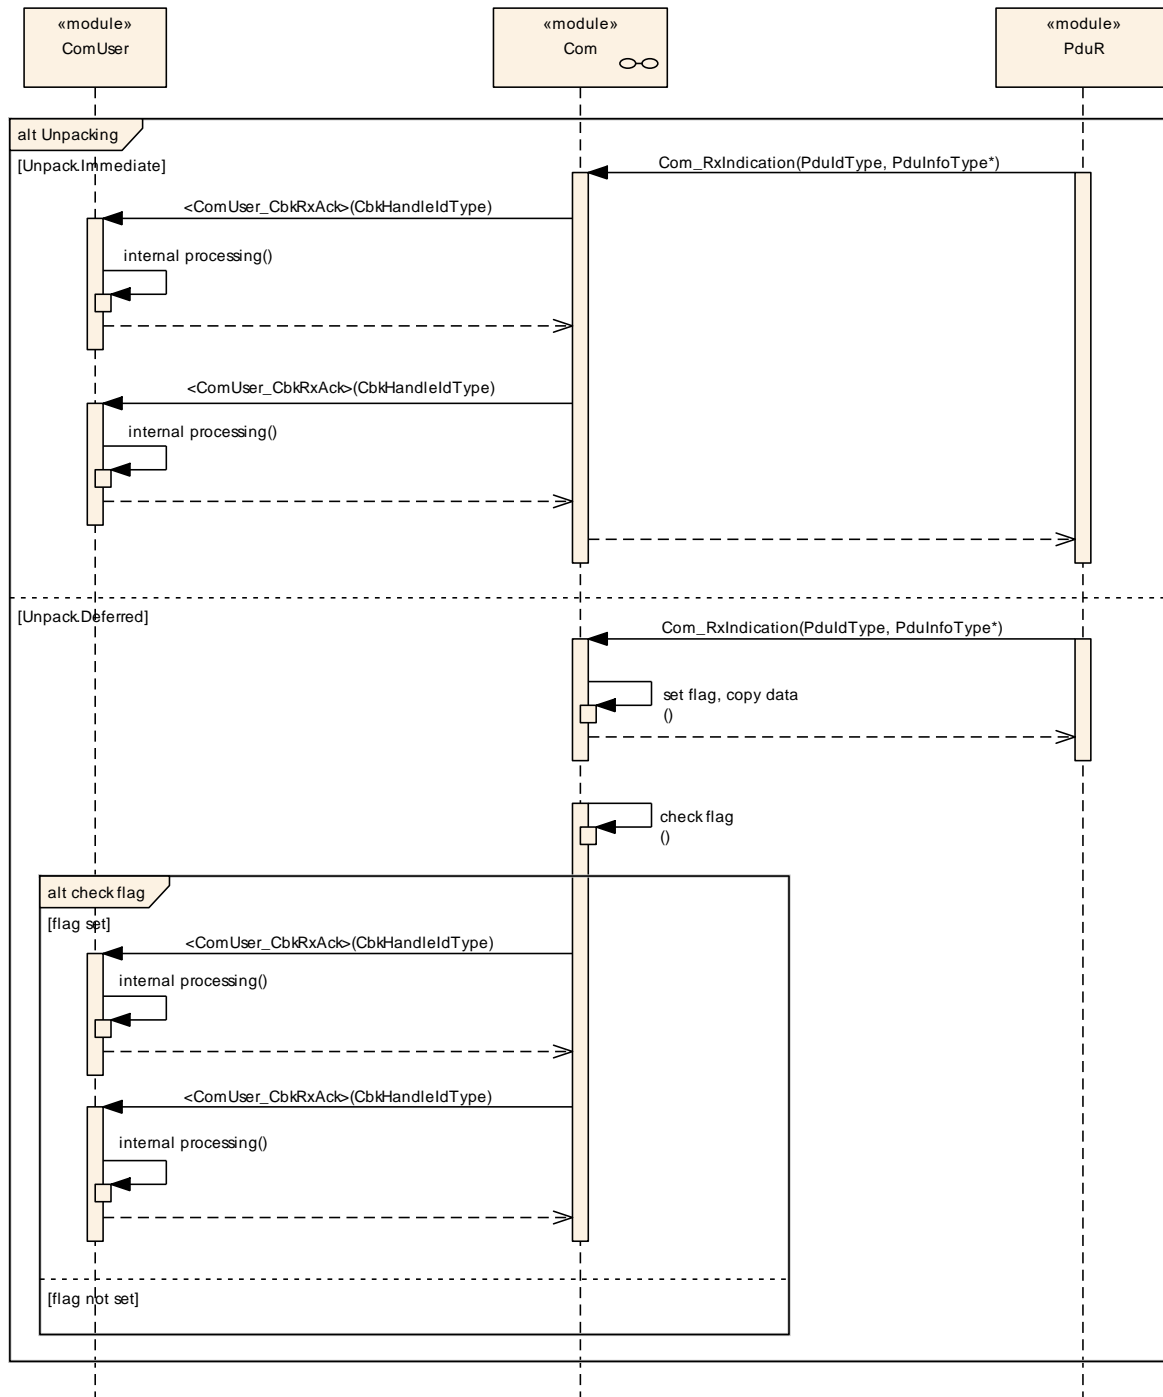 «module»
ComUser
«module»
Com
«module»
PduR
alt Unpacking
[Unpack.Immediate]
Com_RxIndication(PduIdType, PduInfoType*)
<ComUser_CbkRxAck>(CbkHandleIdType)
internal processing()
<ComUser_CbkRxAck>(CbkHandleIdType)
internal processing()
[Unpack.Deferred]
Com_RxIndication(PduIdType, PduInfoType*)
set flag, copy data
()
check flag
()
alt check flag
[flag set]
<ComUser_CbkRxAck>(CbkHandleIdType)
internal processing()
<ComUser_CbkRxAck>(CbkHandleIdType)
internal processing()
[flag not set]